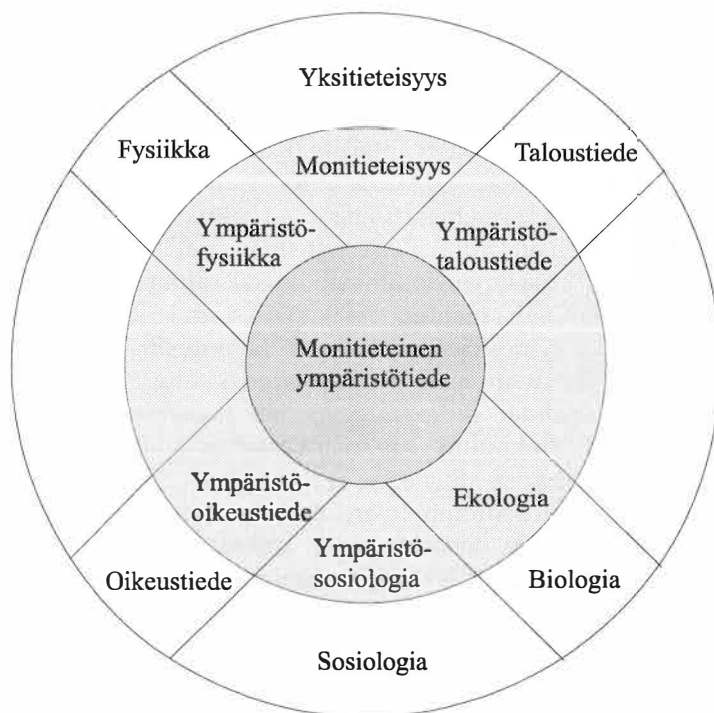 Yksitieteisyys
Fysiikka
Taloustiede
Monitieteisyys
Ympäristö-
fysiikka
Ympäristö-
taloustiede
Monitieteinen
ympäristötiede
Ympäristö-
oikeustiede
Ekologia
Ympäristö-
sosiologia
Oikeustiede
Biologia
Sosiologia